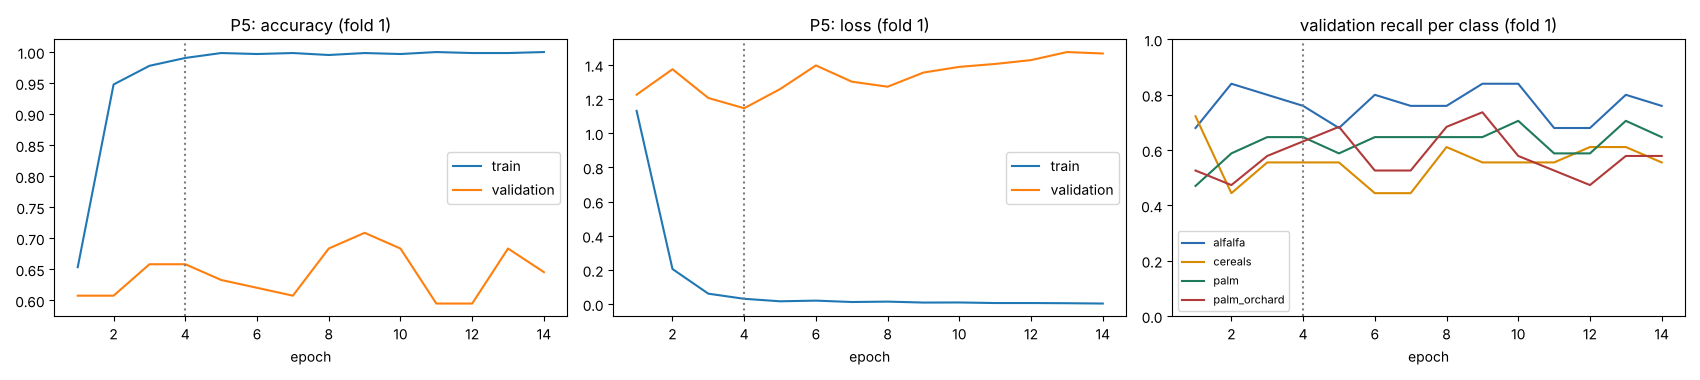 P5: accuracy (fold 1)
1.00
0.95
0.90
0.85
0.80
0.75
0.70
0.65
0.60
train
validation
2 4 6 8 10 12 14
epoch
P5: loss (fold 1)
1.4
1.2
1.0
0.8
0.6
0.4
0.2
0.0
train
validation
2 4 6 8 10 12 14
epoch
validation recall per class (fold 1)
1.0
0.8
0.6
0.4
0.2
0.0
alfalfa
cereals
palm
palm_orchard
2 4 6 8 10 12 14
epoch